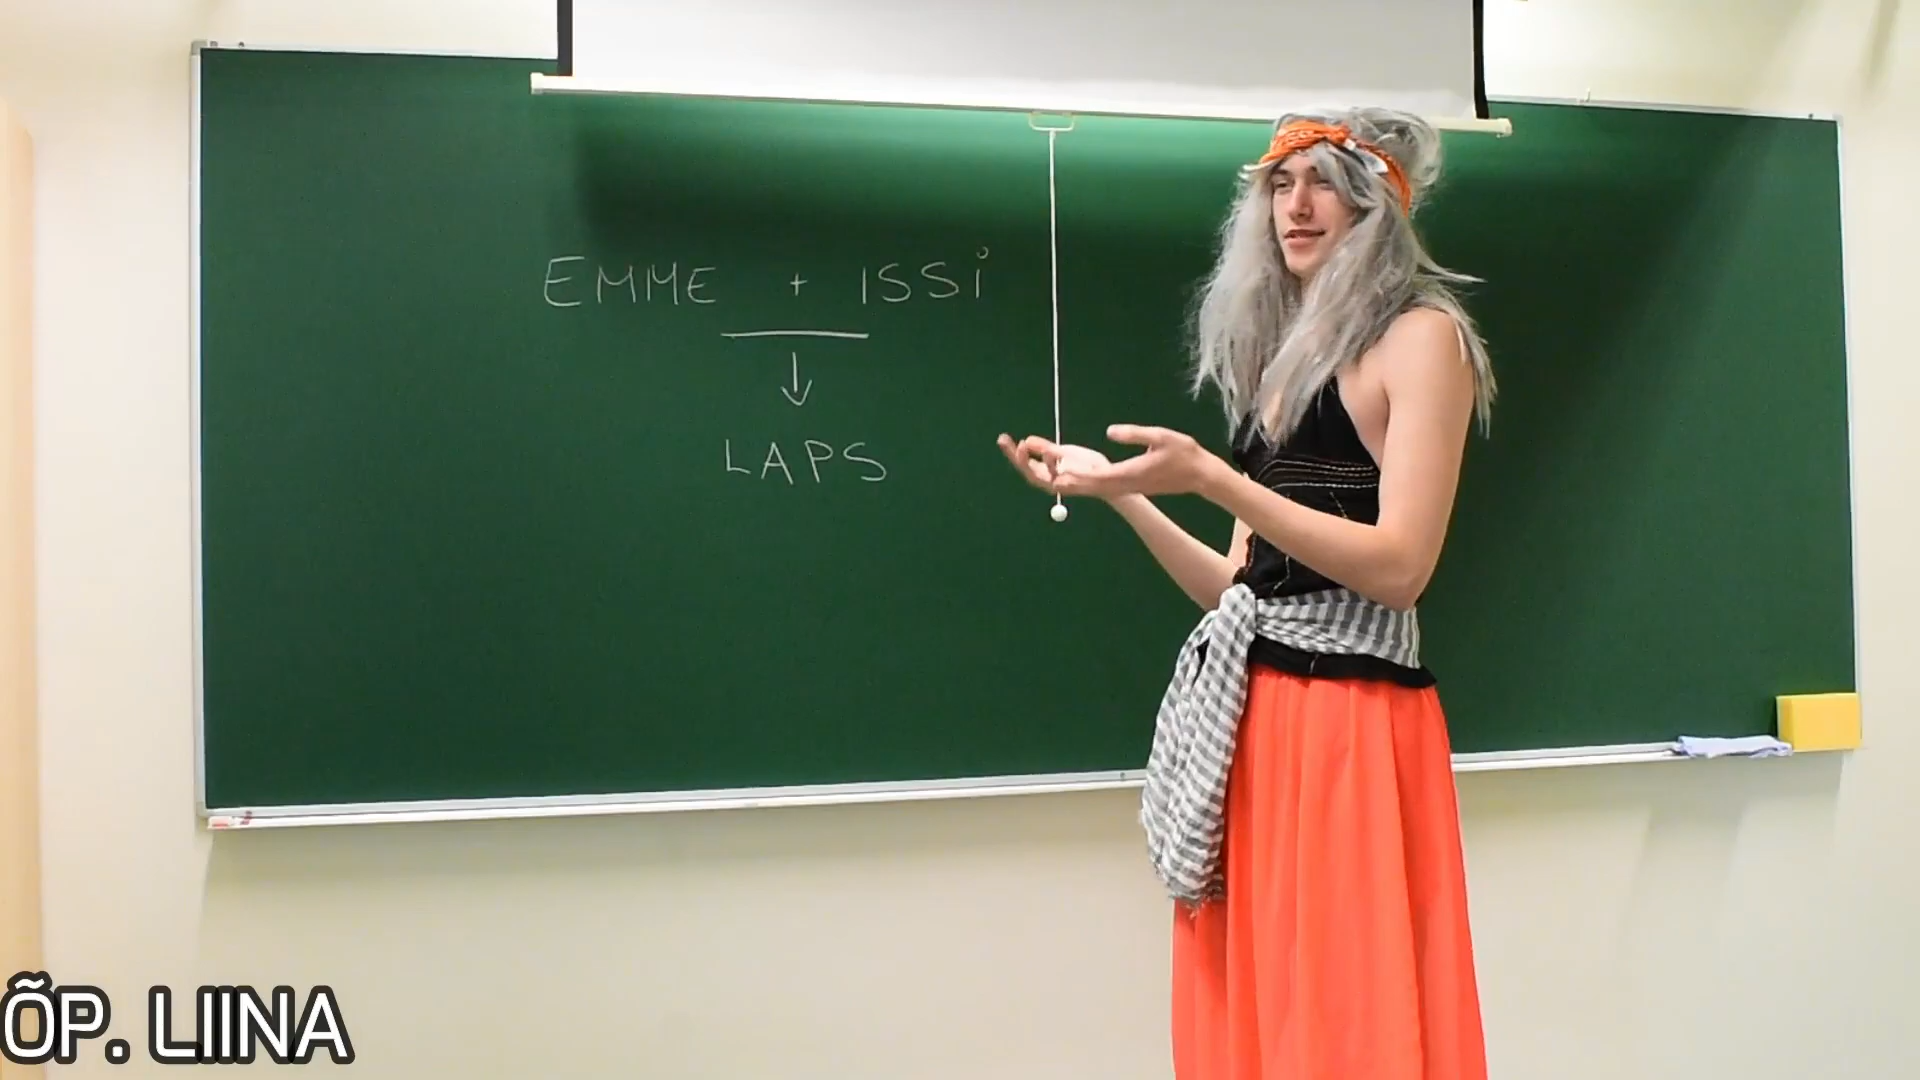 EMME + ISSi
↓
LAPS
ÕP. LIINA